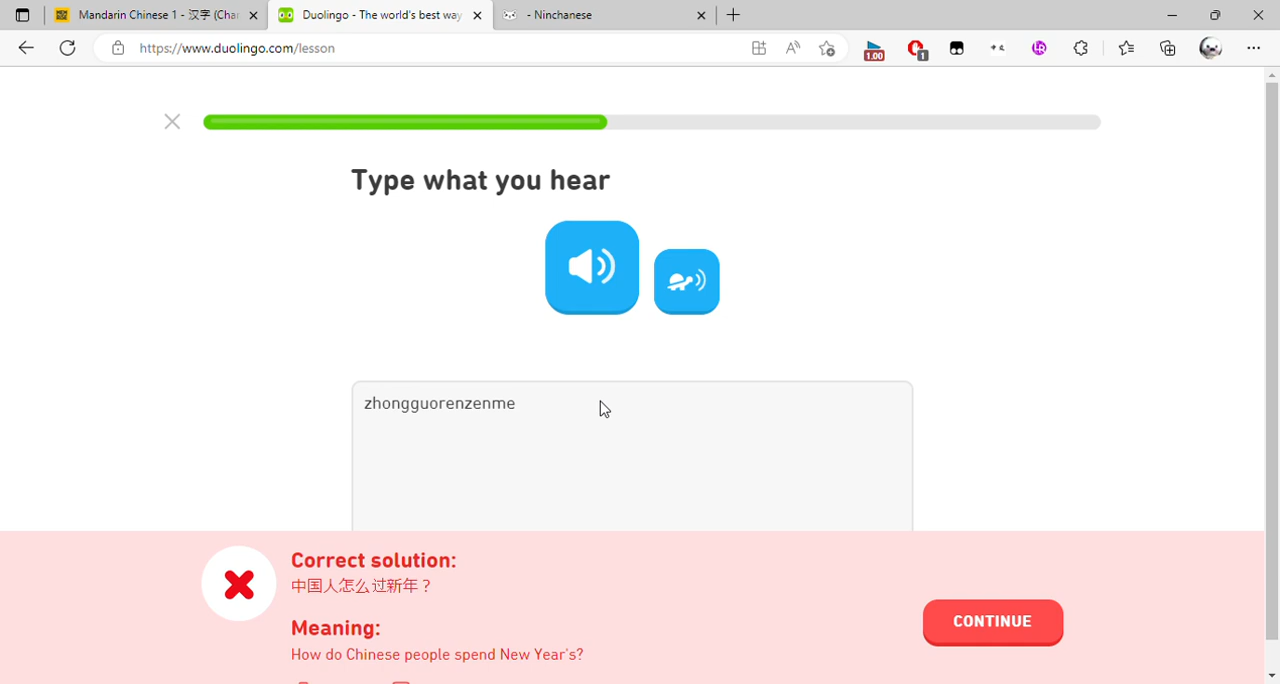 Mandarin Chinese 1 - 汉字 (Char
Duolingo - The world's best way
- Ninchanese
https://www.duolingo.com/lesson
1.00
1
Type what you hear
zhongguorenzenme
Correct solution:
中国人怎么过新年？
Meaning:
How do Chinese people spend New Year's?
CONTINUE